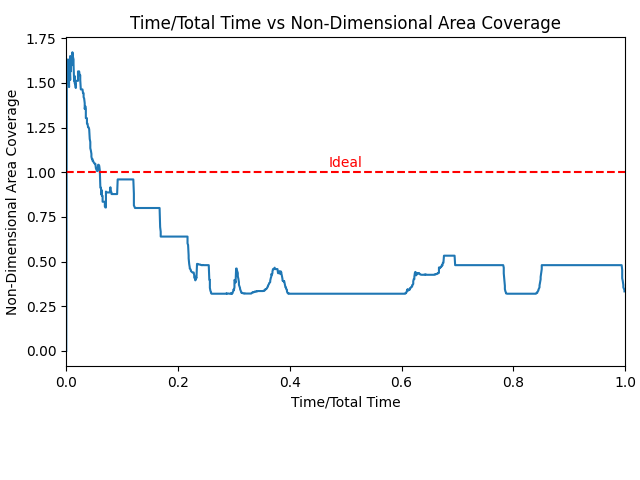 Time/Total Time vs Non-Dimensional Area Coverage
1.75
1.50
1.25
1.00
0.75
0.50
0.25
0.00
Non-Dimensional Area Coverage
Ideal
0.0 0.2 0.4 0.6 0.8 1.0
Time/Total Time